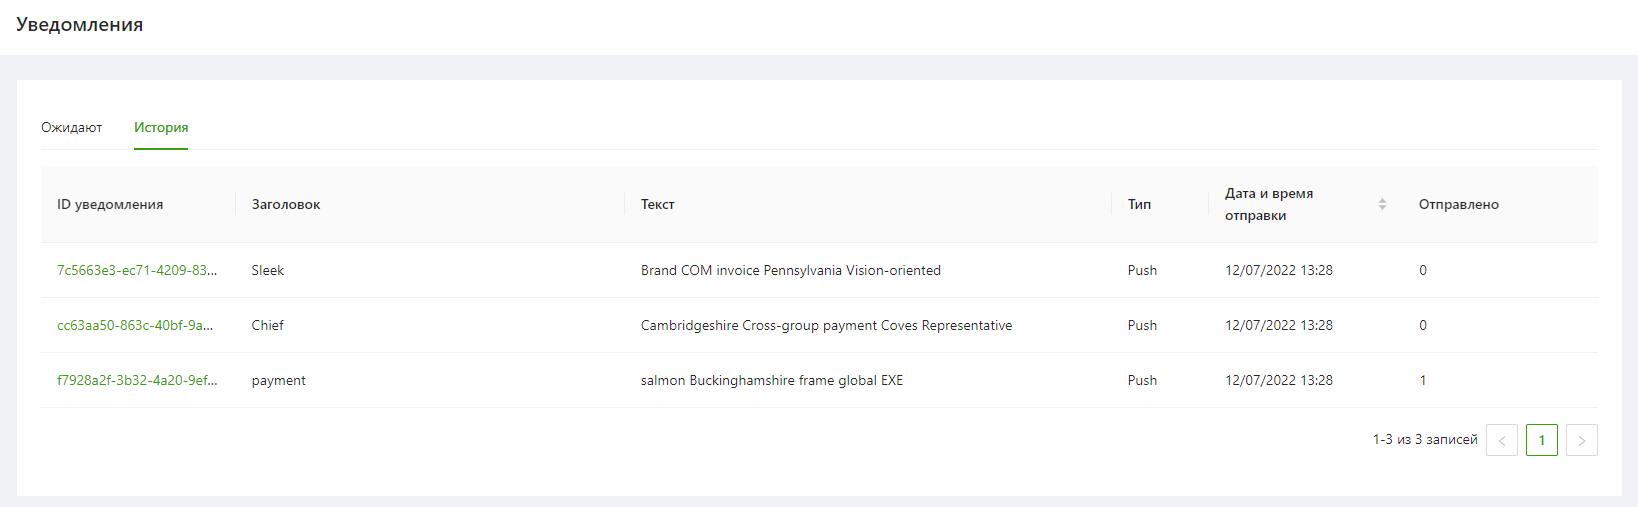 Уведомления
Ожидают История
ID уведомления Заголовок Текст Тип Дата и время отправки Отправлено
7c5663e3-ec71-4209-83... Sleek Brand COM invoice Pennsylvania Vision-oriented Push 12/07/2022 13:28 0
cc63aa50-863c-40bf-9a... Chief Cambridgeshire Cross-group payment Coves Representative Push 12/07/2022 13:28 0
f7928a2f-3b32-4a20-9ef... payment salmon Buckinghamshire frame global EXE Push 12/07/2022 13:28 1
1-3 из 3 записей < 1 >